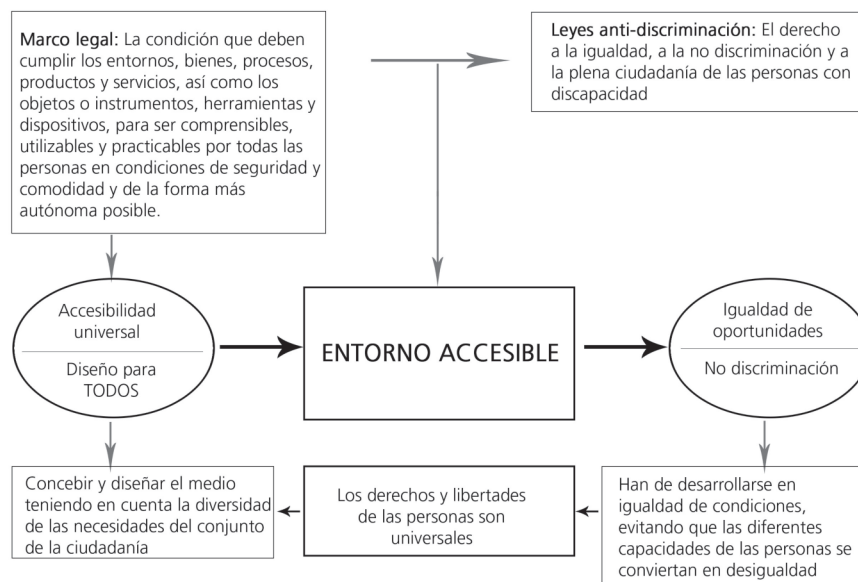 Marco legal: La condición que deben
cumplir los entornos, bienes, procesos,
productos y servicios, así como los
objetos o instrumentos, herramientas y
dispositivos, para ser comprensibles,
utilizables y practicables por todas las
personas en condiciones de seguridad y
comodidad y de la forma más
autónoma posible.
Leyes anti-discriminación: El derecho
a la igualdad, a la no discriminación y a
la plena ciudadanía de las personas con
discapacidad
Accesibilidad
universal
Diseño para
TODOS
ENTORNO ACCESIBLE
Igualdad de
oportunidades
No discriminación
Concebir y diseñar el medio
teniendo en cuenta la diversidad
de las necesidades del conjunto
de la ciudadanía
Los derechos y libertades
de las personas son
universales
Han de desarrollarse en
igualdad de condiciones,
evitando que las diferentes
capacidades de las personas se
conviertan en desigualdad